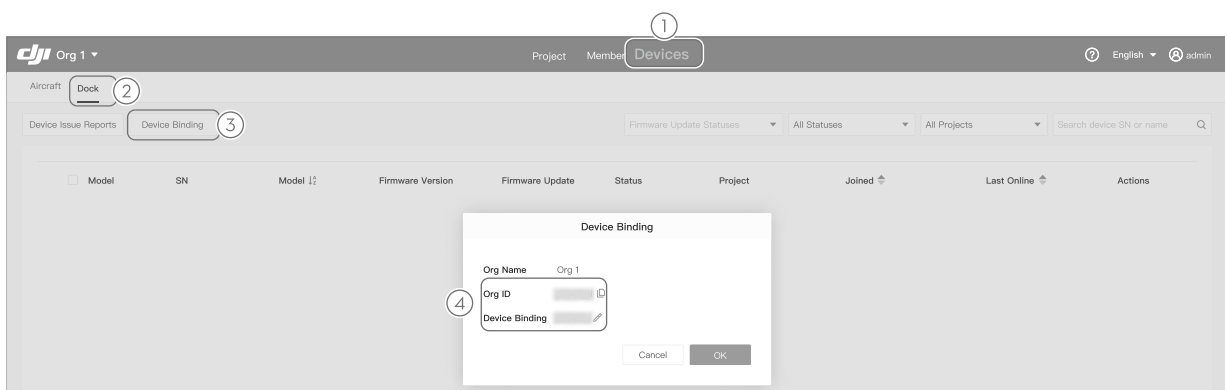 1
dji Org 1 Project Member Devices English admin
Aircraft Dock 2
Device Issue Reports Device Binding 3 Firmware Update Statuses All Statuses All Projects Search device SN or name
Model SN Model Firmware Version Firmware Update Status Project Joined Last Online Actions
Device Binding
Org Name Org 1
Org ID
4
Device Binding
Cancel OK